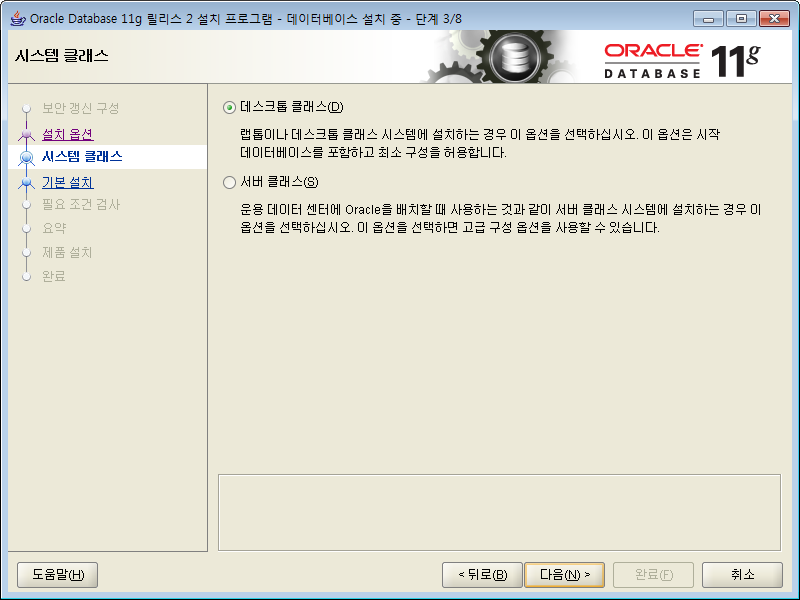 Oracle Database 11g 릴리스 2 설치 프로그램 - 데이터베이스 설치 중 - 단계 3/8
시스템 클래스
ORACLE
DATABASE
11g
보안 갱신 구성
설치 옵션
시스템 클래스
기본 설치
필요 조건 검사
요약
제품 설치
완료
데스크톱 클래스(D)
랩톱이나 데스크톱 클래스 시스템에 설치하는 경우 이 옵션을 선택하십시오. 이 옵션은 시작
데이터베이스를 포함하고 최소 구성을 허용합니다.
서버 클래스(S)
운용 데이터 센터에 Oracle을 배치할 때 사용하는 것과 같이 서버 클래스 시스템에 설치하는 경우 이
옵션을 선택하십시오. 이 옵션을 선택하면 고급 구성 옵션을 사용할 수 있습니다.
도움말(H)
< 뒤로(B)
다음(N) >
완료(F)
취소